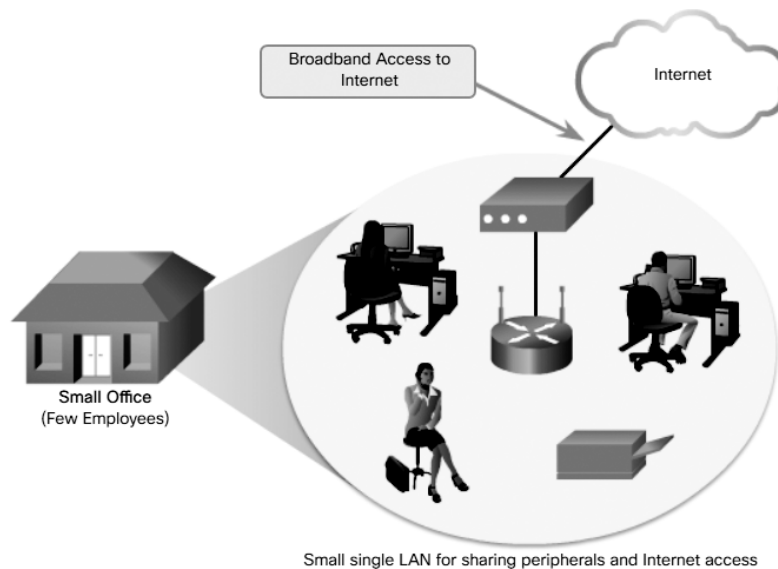 Broadband Access to
Internet
Internet
Small Office
(Few Employees)
Small single LAN for sharing peripherals and Internet access